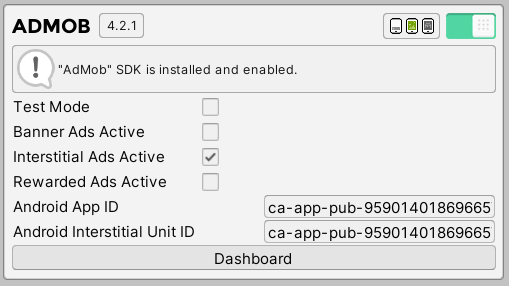 ADMOB 4.2.1
"AdMob" SDK is installed and enabled.
Test Mode
Banner Ads Active
Interstitial Ads Active
Rewarded Ads Active
Android App ID ca-app-pub-95901401869665
Android Interstitial Unit ID ca-app-pub-95901401869665
Dashboard